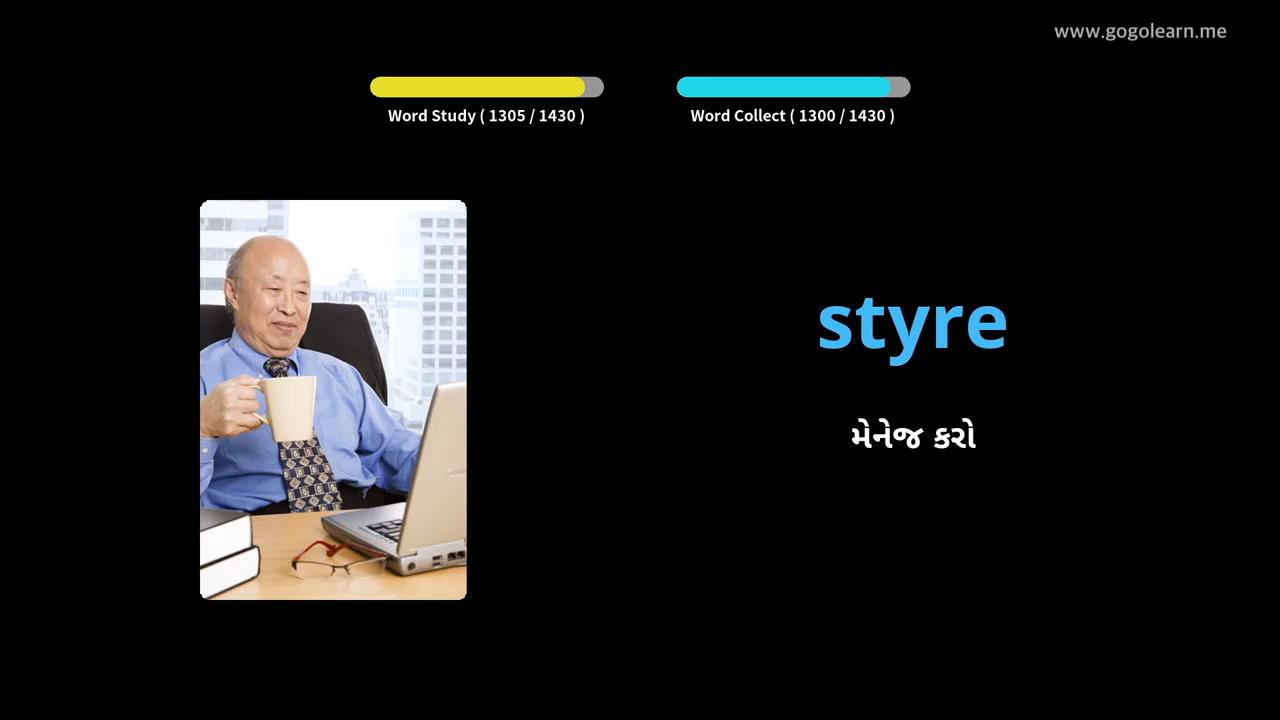 www.gogolearn.me
Word Study ( 1305 / 1430 )
Word Collect ( 1300 / 1430 )
styre
મેનેજ કરો